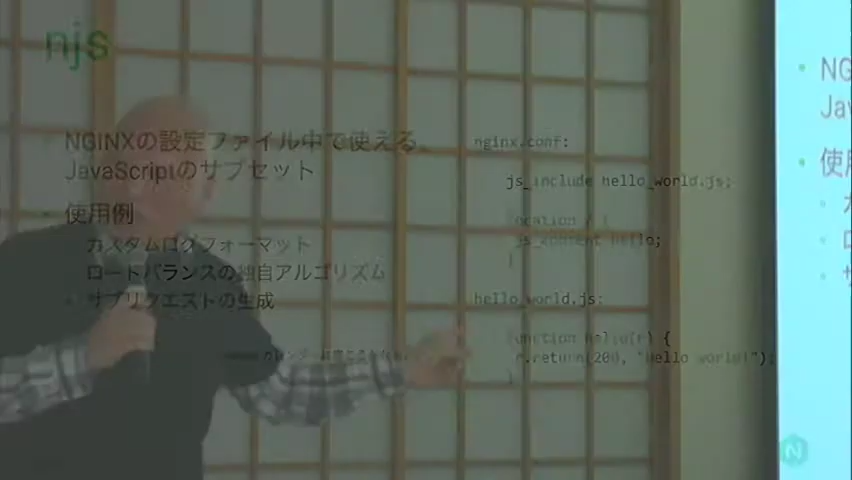 njs
NGINXの設定ファイル中で使える、
JavaScriptのサブセット
使用例
カスタムログフォーマット
ロードバランスの独自アルゴリズム
サブリクエストの生成
nginx.conf:
js_include hello_world.js;
location / {
js_content hello;
}
hello_world.js:
function hello(r) {
r.return(200, "Hello world!");
}
NG
Jav
使用